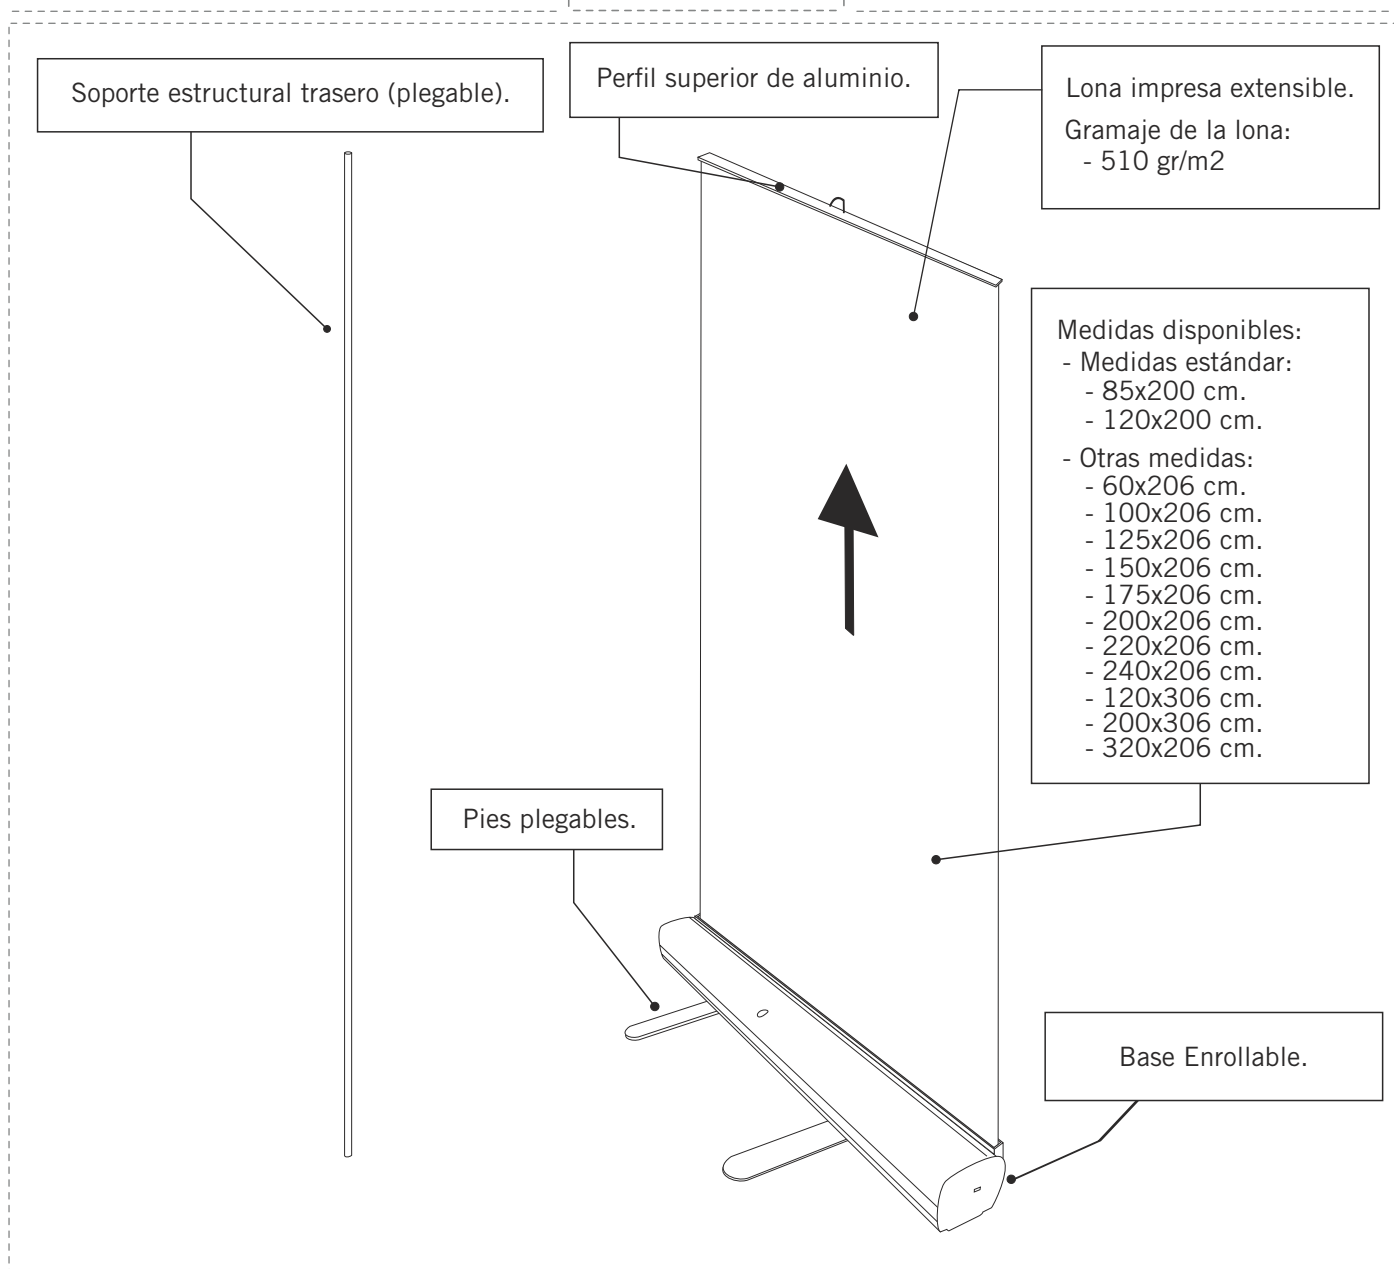 Soporte estructural trasero (plegable).
Perfil superior de aluminio.
Lona impresa extensible.
Gramaje de la lona:
- 510 gr/m2
Medidas disponibles:
- Medidas estándar:
- 85x200 cm.
- 120x200 cm.
- Otras medidas:
- 60x206 cm.
- 100x206 cm.
- 125x206 cm.
- 150x206 cm.
- 175x206 cm.
- 200x206 cm.
- 220x206 cm.
- 240x206 cm.
- 120x306 cm.
- 200x306 cm.
- 320x206 cm.
Pies plegables.
Base Enrollable.